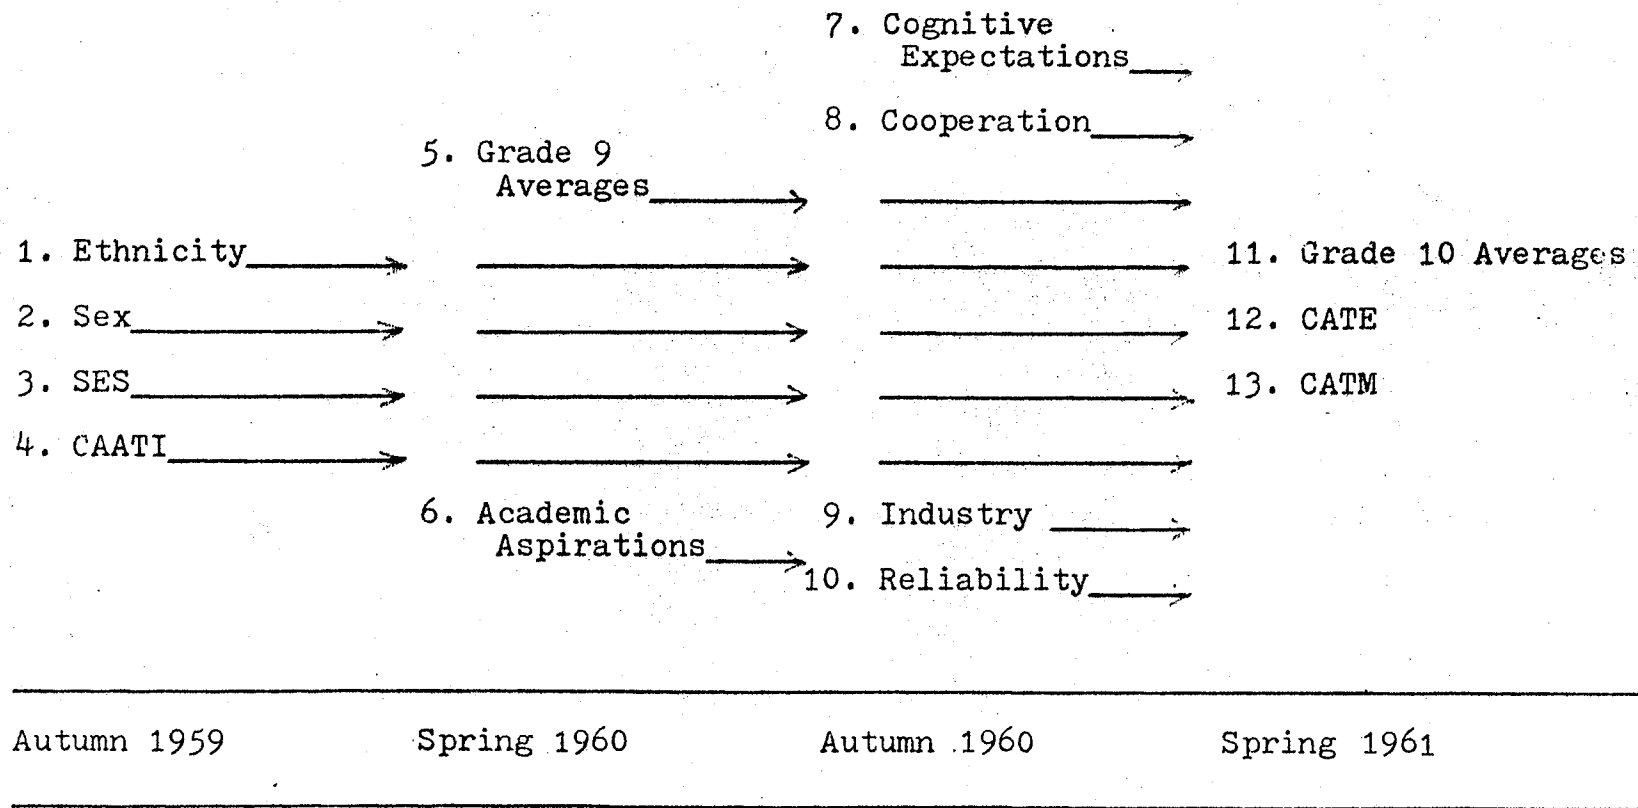 7. Cognitive
Expectations
8. Cooperation
5. Grade 9
Averages
1. Ethnicity
11. Grade 10 Averages
2. Sex
12. CATE
3. SES
13. CATM
4. CAATI
6. Academic
Aspirations
9. Industry
10. Reliability
Autumn 1959 Spring 1960 Autumn 1960 Spring 1961